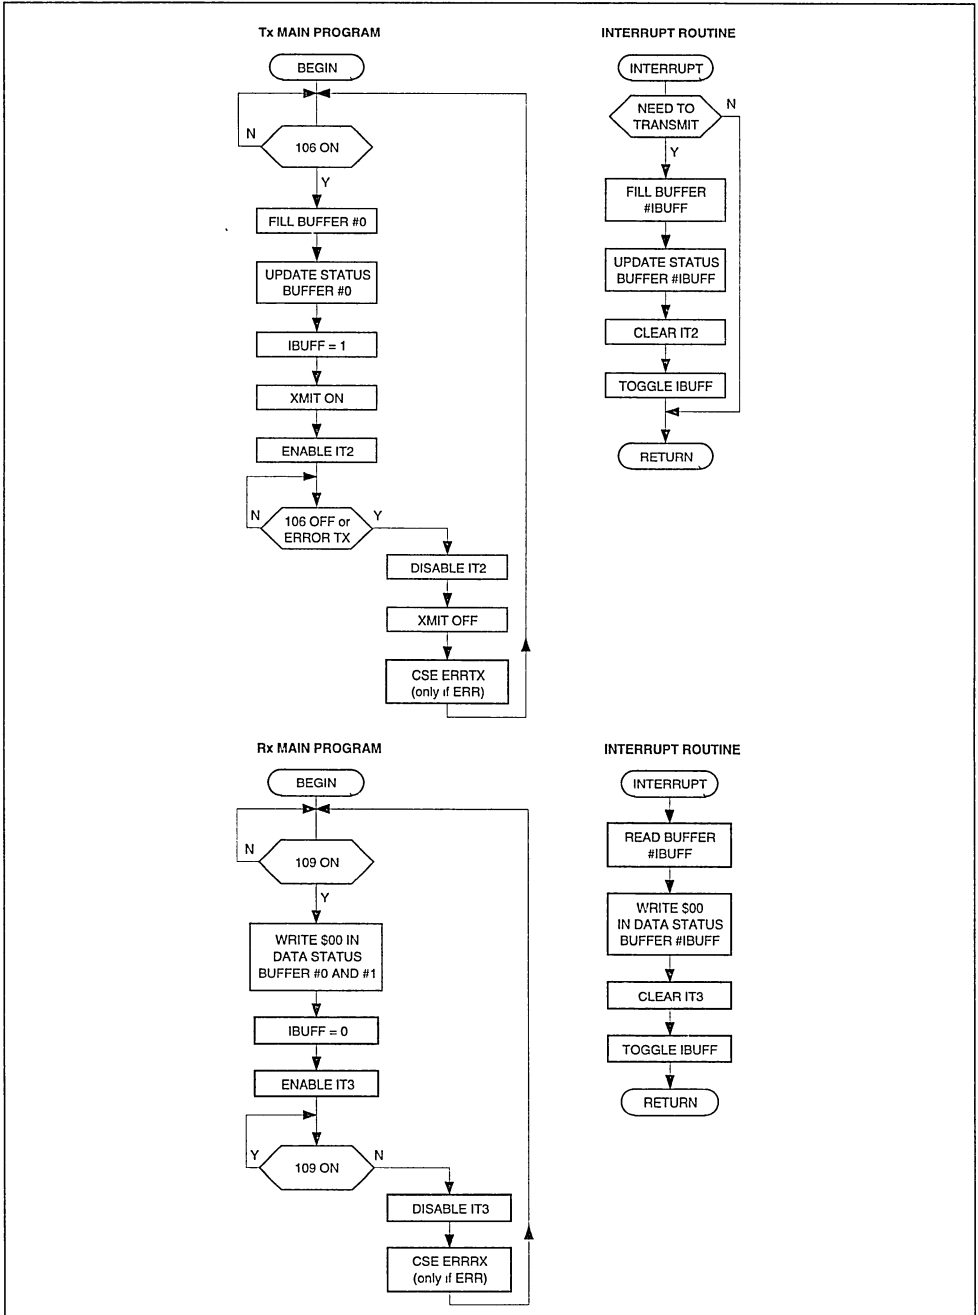 Tx MAIN PROGRAM
BEGIN
N
106 ON
Y
FILL BUFFER #0
UPDATE STATUS
BUFFER #0
IBUFF = 1
XMIT ON
ENABLE IT2
N
106 OFF or
ERROR TX
Y
DISABLE IT2
XMIT OFF
CSE ERRTX
(only if ERR)
INTERRUPT ROUTINE
INTERRUPT
NEED TO
TRANSMIT
N
Y
FILL BUFFER
#IBUFF
UPDATE STATUS
BUFFER #IBUFF
CLEAR IT2
TOGGLE IBUFF
RETURN
Rx MAIN PROGRAM
BEGIN
N
109 ON
Y
WRITE $00 IN
DATA STATUS
BUFFER #0 AND #1
IBUFF = 0
ENABLE IT3
Y
109 ON
N
DISABLE IT3
CSE ERRRX
(only if ERR)
INTERRUPT ROUTINE
INTERRUPT
READ BUFFER
#IBUFF
WRITE $00
IN DATA STATUS
BUFFER #IBUFF
CLEAR IT3
TOGGLE IBUFF
RETURN